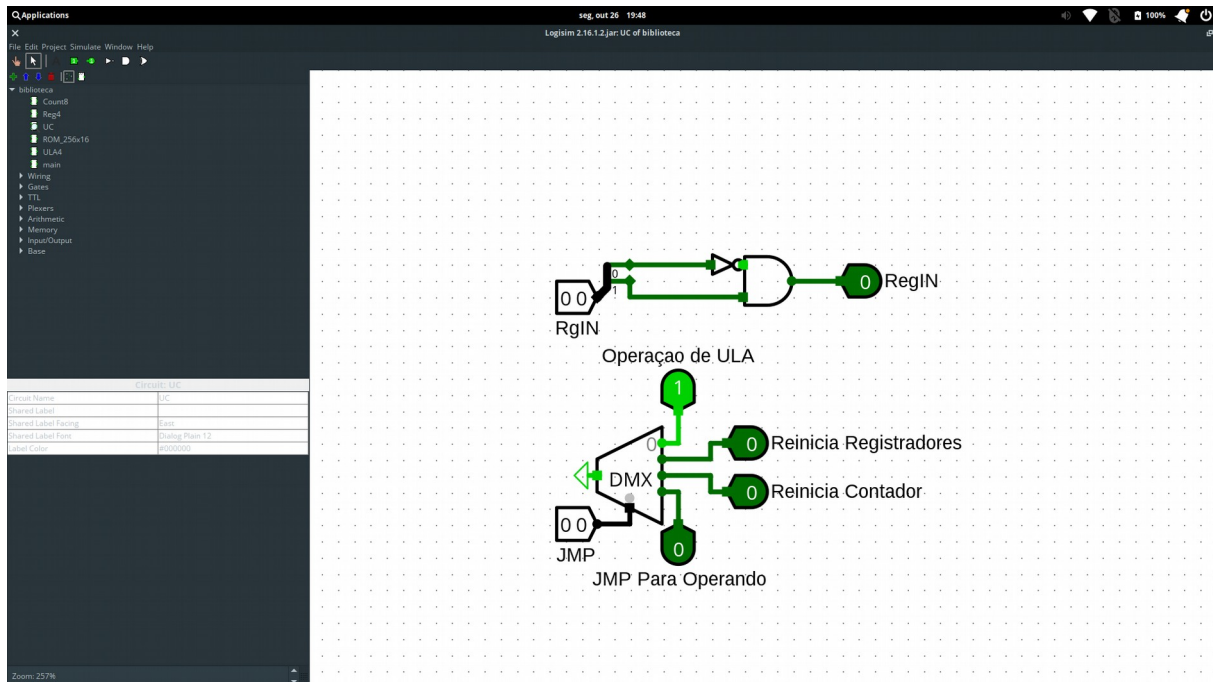 Applications
seg, out 26 19:48
100%
Logisim 2.16.1.2.jar: UC of biblioteca
File Edit Project Simulate Window Help
biblioteca
Count8
Reg4
UC
ROM_256x16
ULA4
main
Wiring
Gates
TTL
Plexers
Arithmetic
Memory
Input/Output
Base
Circuit: UC
Circuit Name UC
Shared Label
Shared Label Facing East
Shared Label Font Dialog Plain 12
Label Color #000000
Zoom: 257%
0
1
0 0
RgIN
0 RegIN
Operaçao de ULA
1
0
DMX
0 Reinicia Registradores
0 Reinicia Contador
0 0
JMP
0
JMP Para Operando